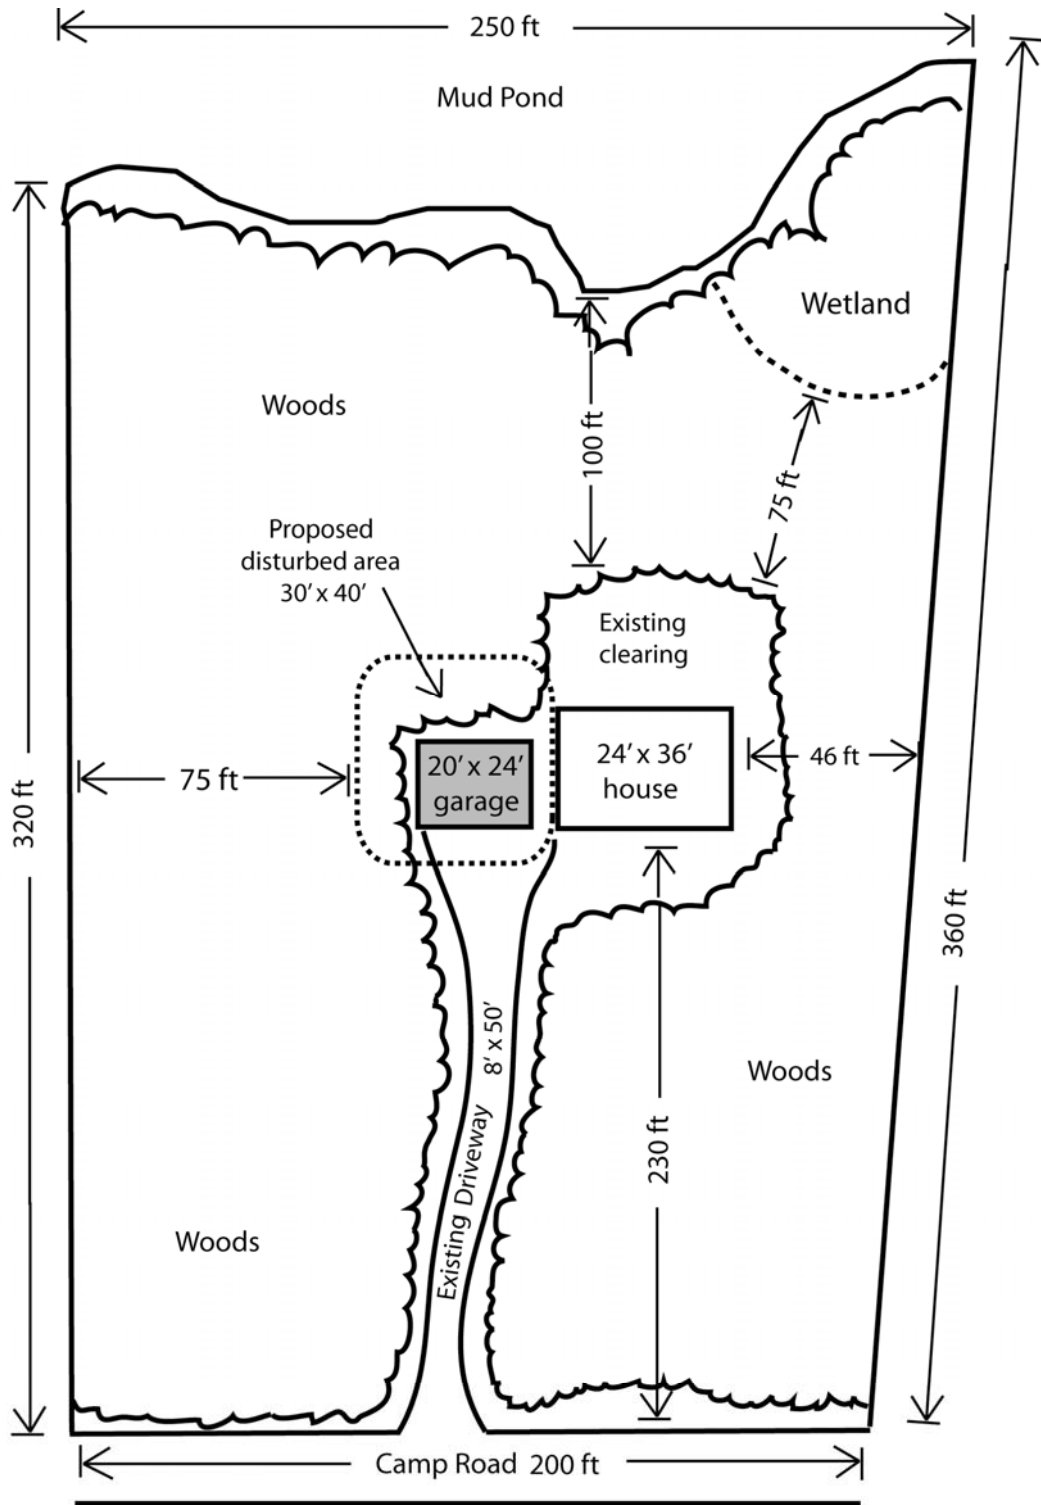 250 ft
Mud Pond
Wetland
Woods
100 ft
75 ft
Proposed
disturbed area
30’ x 40’
Existing
clearing
20’ x 24’
garage
24’ x 36’
house
46 ft
75 ft
320 ft
360 ft
8’ x 50’
Existing Driveway
230 ft
Woods
Woods
Camp Road 200 ft